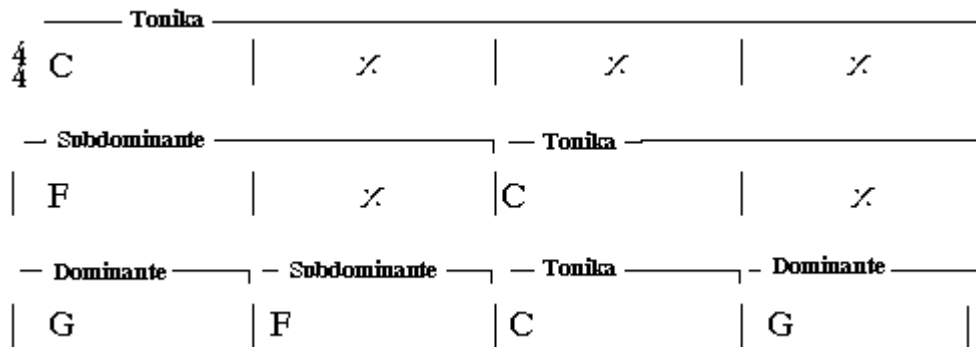 Tonika
4/4 C | 𝄎 | 𝄎 | 𝄎
Subdominante Tonika
| F | 𝄎 | C | 𝄎
Dominante Subdominante Tonika Dominante
| G | F | C | G |